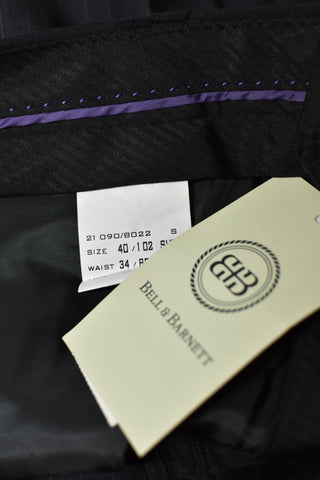 21 090/8022 S
SIZE 40/102
WAIST 34/
BELL & BARNETT